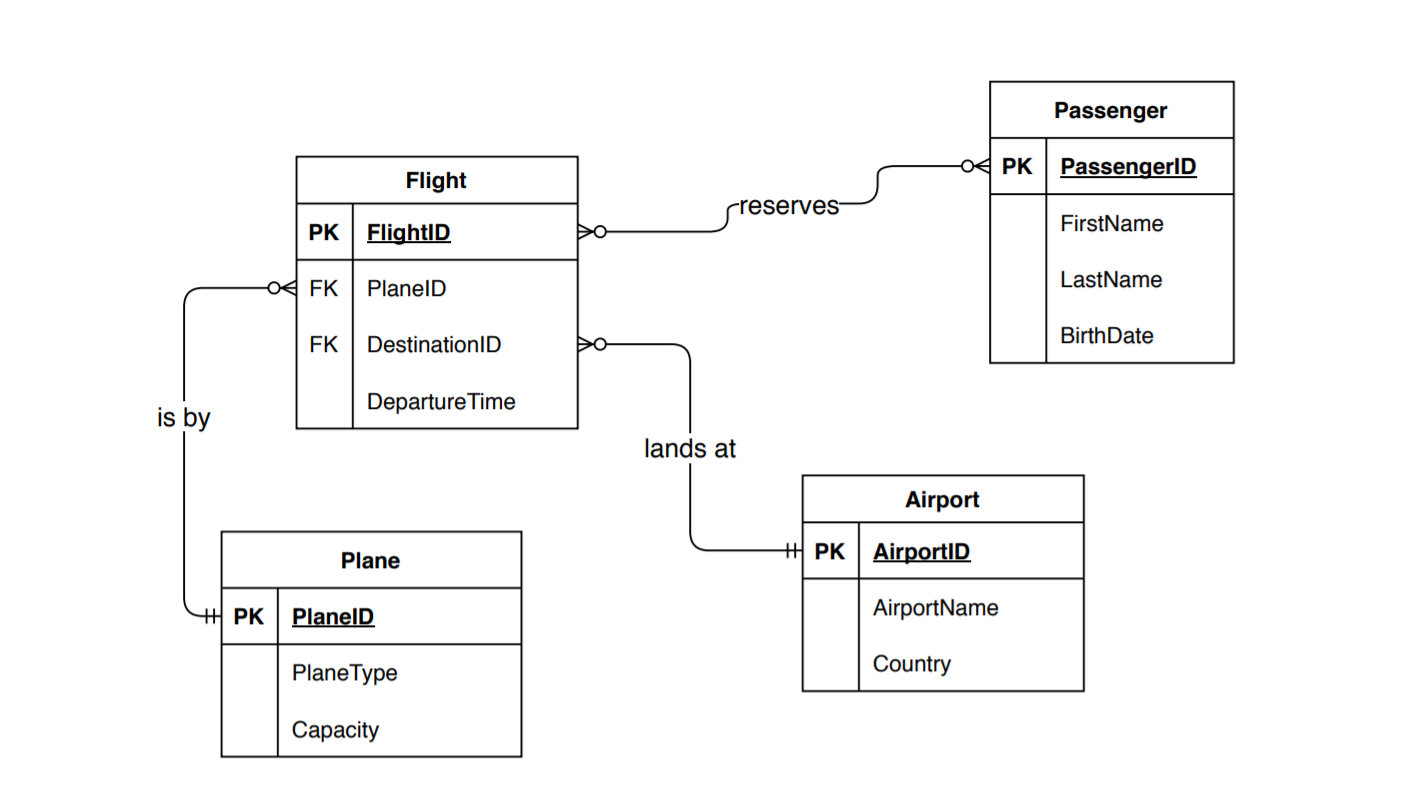 Passenger
PK PassengerID
FirstName
LastName
BirthDate
Flight
PK FlightID
FK PlaneID
FK DestinationID
DepartureTime
reserves
is by
lands at
Airport
PK AirportID
AirportName
Country
Plane
PK PlaneID
PlaneType
Capacity